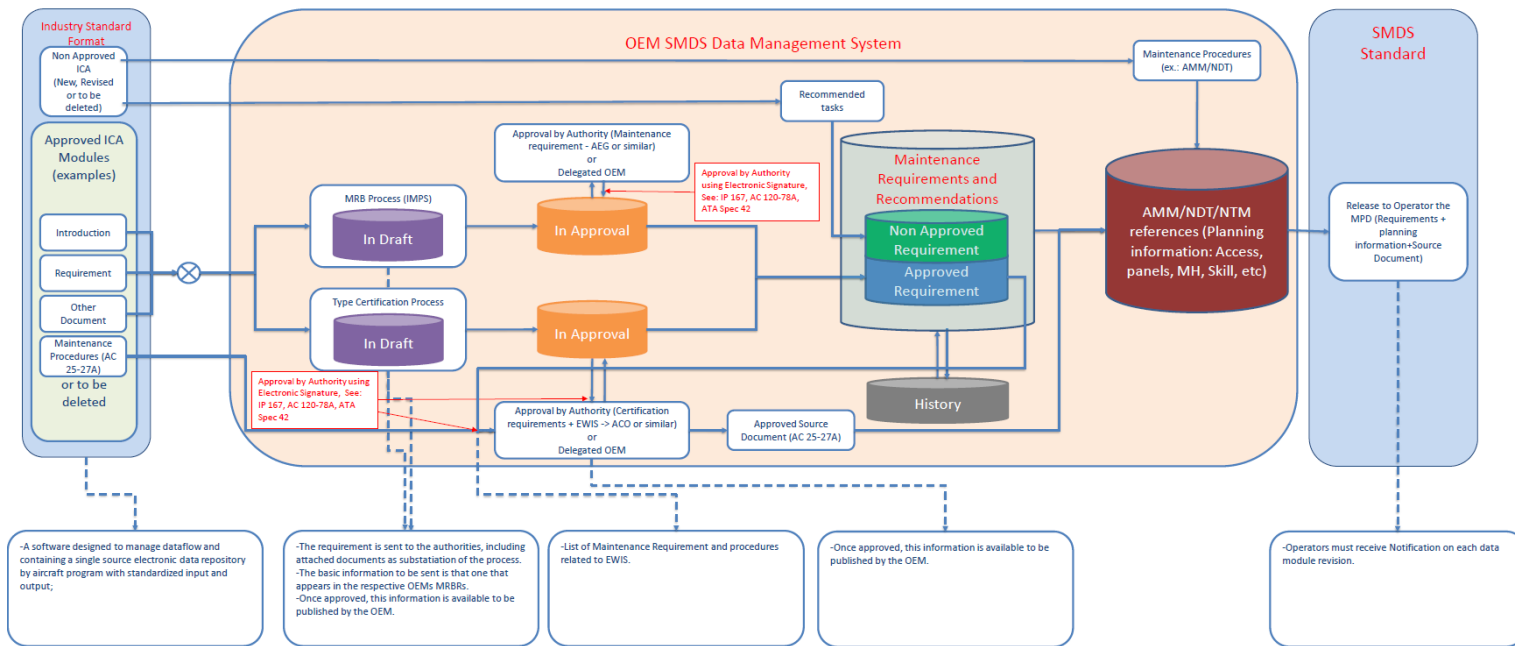 Industry Standard
Format
Non Approved
ICA
(New, Revised
or to be
deleted)
Approved ICA
Modules
(examples)
Introduction
Requirement
Other
Document
Maintenance
Procedures (AC
25-27A)
or to be
deleted
OEM SMDS Data Management System
Maintenance Procedures
(ex.: AMM/NDT)
Recommended
tasks
Approval by Authority (Maintenance
requirement - AEG or similar)
or
Delegated OEM
Approval by Authority
using Electronic Signature,
See: IP 167, AC 120-78A,
ATA Spec 42
MRB Process (IMPS)
In Draft
In Approval
Type Certification Process
In Draft
In Approval
Maintenance
Requirements and
Recommendations
Non Approved
Requirement
Approved
Requirement
History
AMM/NDT/NTM
references (Planning
information: Access,
panels, MH, Skill, etc)
Approval by Authority using
Electronic Signature, See:
IP 167, AC 120-78A, ATA
Spec 42
Approval by Authority (Certification
requirements + EWIS -> ACO or similar)
or
Delegated OEM
Approved Source
Document (AC 25-27A)
SMDS
Standard
Release to Operator the
MPD (Requirements +
planning
information+Source
Document)
-A software designed to manage dataflow and
containing a single source electronic data repository
by aircraft program with standardized input and
output;
-The requirement is sent to the authorities, including
attached documents as substatiation of the process.
-The basic information to be sent is that one that
appears in the respective OEMs MRBRs.
-Once approved, this information is available to be
published by the OEM.
-List of Maintenance Requirement and procedures
related to EWIS.
-Once approved, this information is available to be
published by the OEM.
-Operators must receive Notification on each data
module revision.